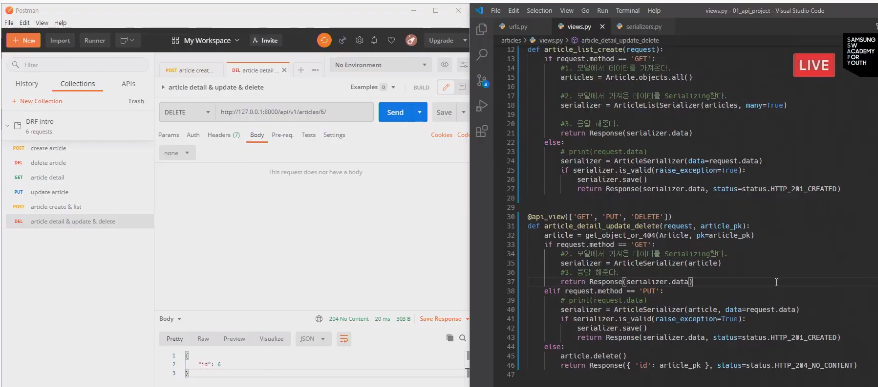 Postman
File Edit View Help
New Import Runner My Workspace Invite Upgrade
Filter
History Collections APIs
New Collection Trash
DRF Intro
6 requests
POST create article
DEL delete article
GET article detail
PUT update article
POST article create & list
DEL article detail & update & delete
POST article creat... DEL article detail ... No Environment
article detail & update & delete Examples 0 BUILD
DELETE http://127.0.0.1:8000/api/v1/articles/6/ Send Save
Params Auth Headers (7) Body Pre-req. Tests Settings Cookies Code
none
This request does not have a body
Body 204 No Content 20 ms 308 B Save Response
Pretty Raw Preview Visualize JSON
1 {
2 "id": 6
3 }
File Edit Selection View Go Run Terminal Help views.py - 01_api_project - Visual Studio Code
urls.py views.py serializers.py
articles > views.py > article_detail_update_delete
12 def article_list_create(request):
13 if request.method == 'GET':
14 #1. 모델에서 데이터를 가져온다.
15 articles = Article.objects.all()
16
17 #2. 모델에서 가져온 데이터를 Serializing한다.
18 serializer = ArticleListSerializer(articles, many=True)
19
20 #3. 응답 해준다.
21 return Response(serializer.data)
22 else:
23 # print(request.data)
24 serializer = ArticleSerializer(data=request.data)
25 if serializer.is_valid(raise_exception=True):
26 serializer.save()
27 return Response(serializer.data, status=status.HTTP_201_CREATED)
28
29
30 @api_view(['GET', 'PUT', 'DELETE'])
31 def article_detail_update_delete(request, article_pk):
32 article = get_object_or_404(Article, pk=article_pk)
33 if request.method == 'GET':
34 #2. 모델에서 가져온 데이터를 Serializing한다.
35 serializer = ArticleSerializer(article)
36 #3. 응답 해준다.
37 return Response(serializer.data)
38 elif request.method == 'PUT':
39 # print(request.data)
40 serializer = ArticleSerializer(article, data=request.data)
41 if serializer.is_valid(raise_exception=True):
42 serializer.save()
43 return Response(serializer.data, status=status.HTTP_201_CREATED)
44 else:
45 article.delete()
46 return Response({ 'id': article_pk }, status=status.HTTP_204_NO_CONTENT)
47
LIVE
SAMSUNG
SW
ACADEMY
FOR
YOUTH